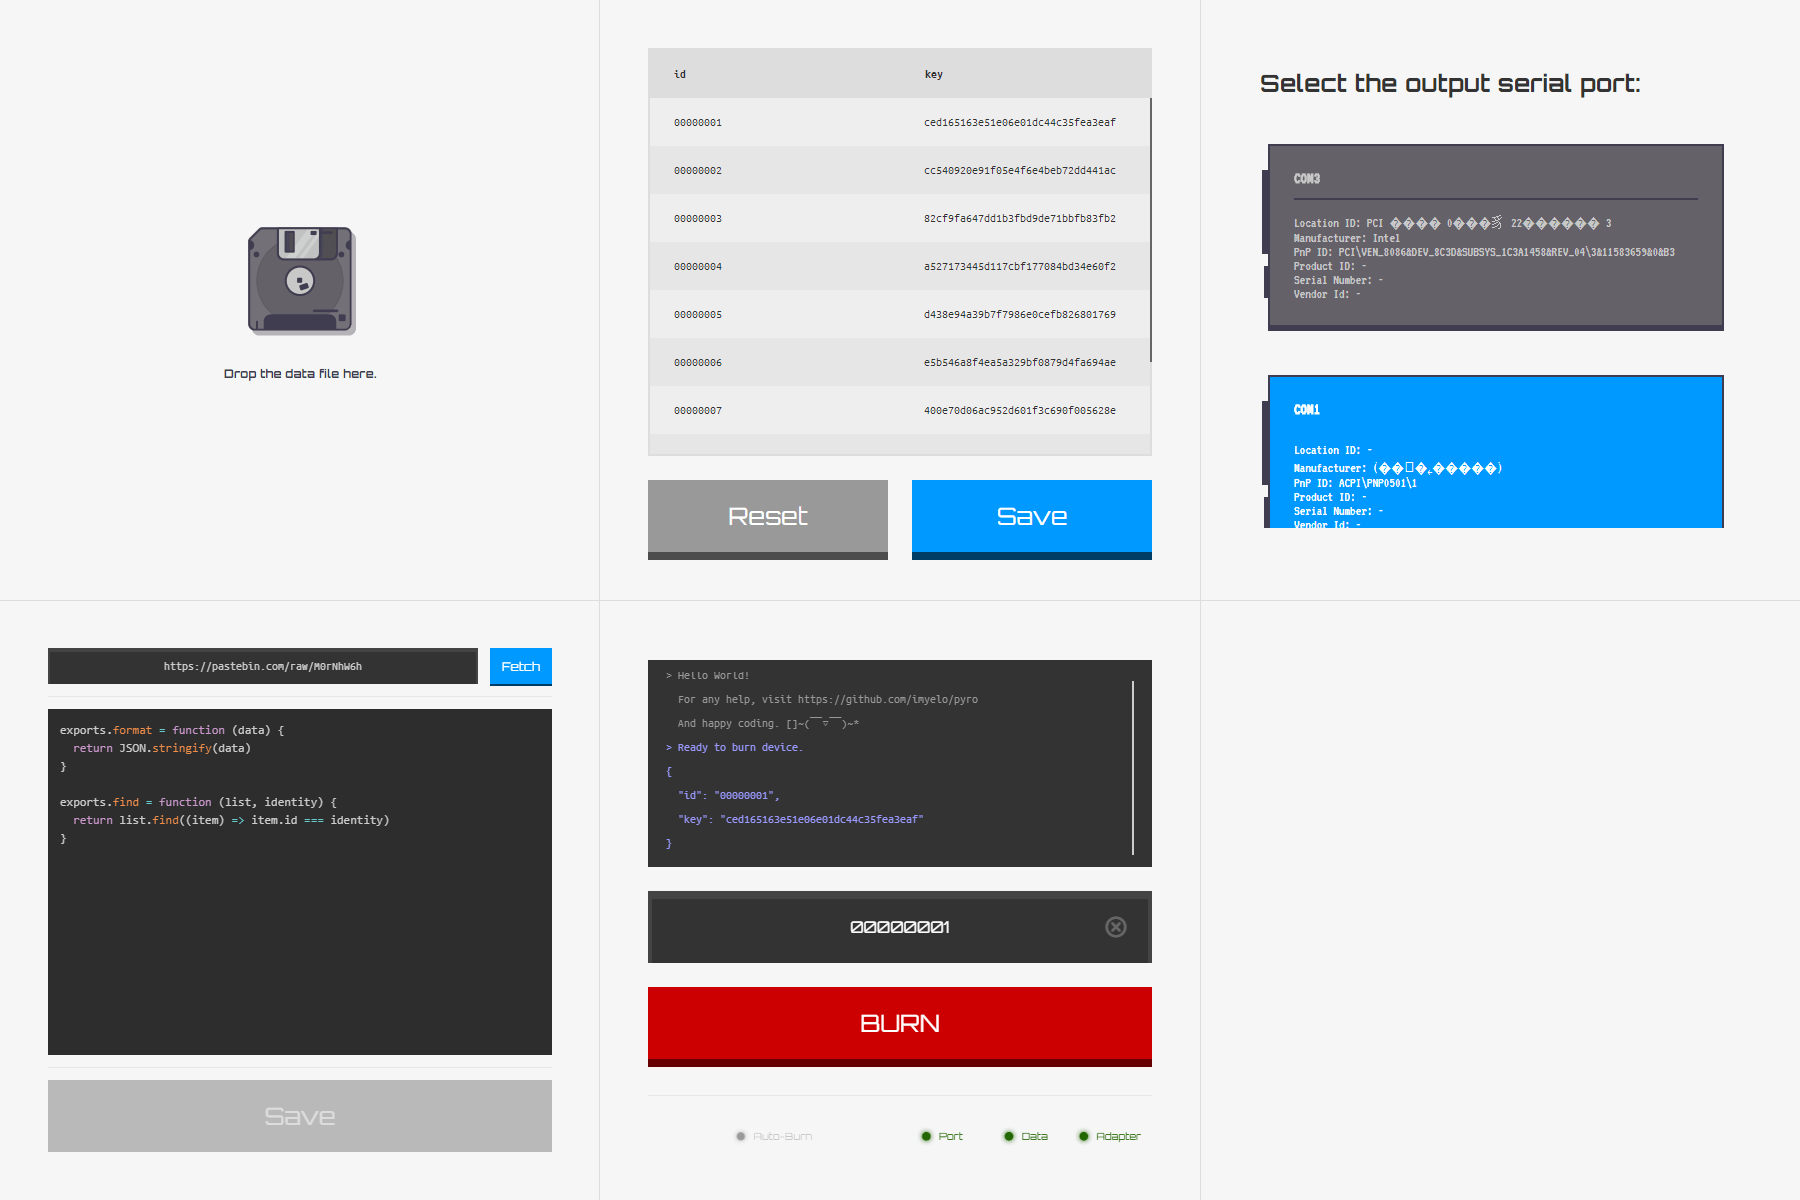 Drop the data file here.
id key
00000001 ced165163e51e06e01dc44c35fea3eaf
00000002 cc540920e91f05e4f6e4beb72dd441ac
00000003 82cf9fa647dd1b3fbd9de71bbfb83fb2
00000004 a527173445d117cbf177084bd34e60f2
00000005 d438e94a39b7f7986e0cefb826801769
00000006 e5b546a8f4ea5a329bf0879d4fa694ae
00000007 400e70d06ac952d601f3c690f005628e
Reset Save
Select the output serial port:
COM3
Location ID: PCI ���� 0��� 22������ 3
Manufacturer: Intel
PnP ID: PCI\VEN_8086&DEV_8C3D&SUBSYS_1C3A1458&REV_04\3&11583659&0&B3
Product ID: -
Serial Number: -
Vendor Id: -
COM1
Location ID: -
Manufacturer: (�����˿�����)
PnP ID: ACPI\PNP0501\1
Product ID: -
Serial Number: -
Vendor Id: -
https://pastebin.com/raw/M0rNhW6h Fetch
exports.format = function (data) {
return JSON.stringify(data)
}
exports.find = function (list, identity) {
return list.find((item) => item.id === identity)
}
Save
> Hello World!
For any help, visit https://github.com/imyelo/pyro
And happy coding. []~(￣▽￣)~*
> Ready to burn device.
{
"id": "00000001",
"key": "ced165163e51e06e01dc44c35fea3eaf"
}
00000001
BURN
Auto-Burn Port Data Adapter